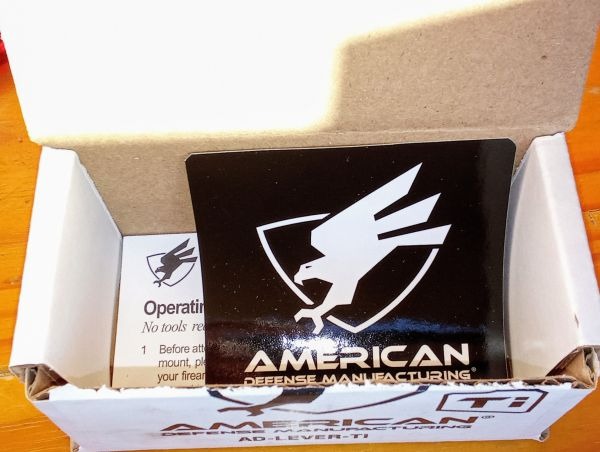 Operatin
No tools re
1 Before att
mount, pl
your firear
AMERICAN
DEFENSE MANUFACTURING®
Ti
AMERICAN®
DEFENSE MANUFACTURING
AD-LEVER-TI